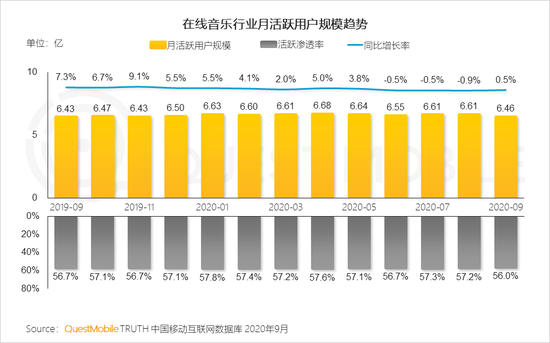 在线音乐行业月活跃用户规模趋势
单位：亿
月活跃用户规模 活跃渗透率 同比增长率
10
7.3% 6.7% 9.1% 5.5% 5.5% 4.1% 2.0% 5.0% 3.8% -0.5% -0.5% -0.9% 0.5%
6.43 6.47 6.43 6.50 6.63 6.60 6.61 6.68 6.64 6.55 6.61 6.61 6.46
5
QUEST MOBILE
0
2019-09 2019-11 2020-01 2020-03 2020-05 2020-07 2020-09
0%
20%
40%
60%
56.7% 57.1% 56.7% 57.1% 57.8% 57.4% 57.2% 57.6% 57.1% 56.7% 57.3% 57.2% 56.0%
80%
Source：QuestMobile TRUTH 中国移动互联网数据库 2020年9月